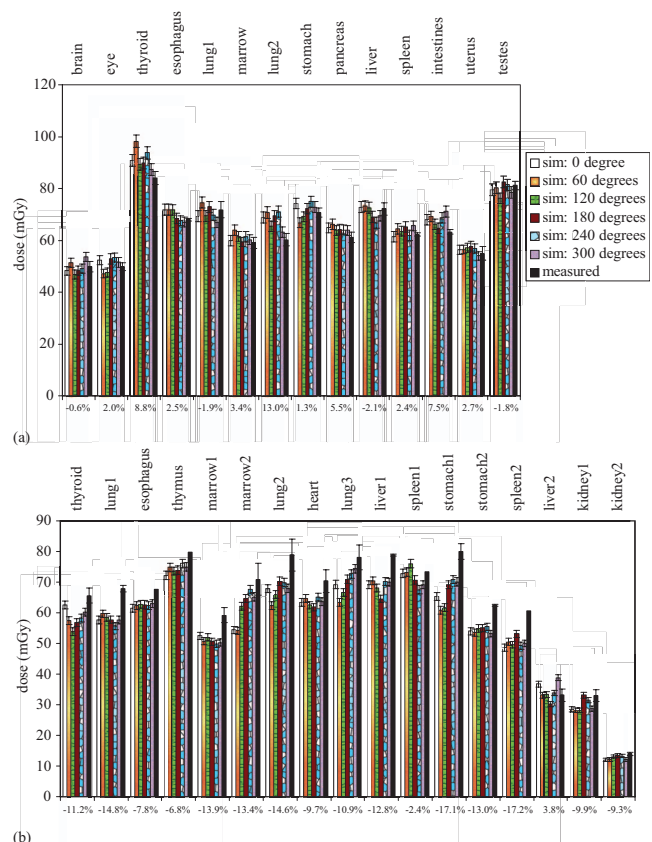 brain
eye
thyroid
esophagus
lung1
marrow
lung2
stomach
pancreas
liver
spleen
intestines
uterus
testes
120
100
80
60
40
20
0
dose (mGy)
sim: 0 degree
sim: 60 degrees
sim: 120 degrees
sim: 180 degrees
sim: 240 degrees
sim: 300 degrees
measured
-0.6% 2.0% 8.8% 2.5% -1.9% 3.4% 13.0% 1.3% 5.5% -2.1% 2.4% 7.5% 2.7% -1.8%
(a)
thyroid
lung1
esophagus
thymus
marrow1
marrow2
lung2
heart
lung3
liver1
spleen1
stomach1
stomach2
spleen2
liver2
kidney1
kidney2
90
80
70
60
50
40
30
20
10
0
dose (mGy)
-11.2% -14.8% -7.8% -6.8% -13.9% -13.4% -14.6% -9.7% -10.9% -12.8% -2.4% -17.1% -13.0% -17.2% 3.8% -9.9% -9.3%
(b)